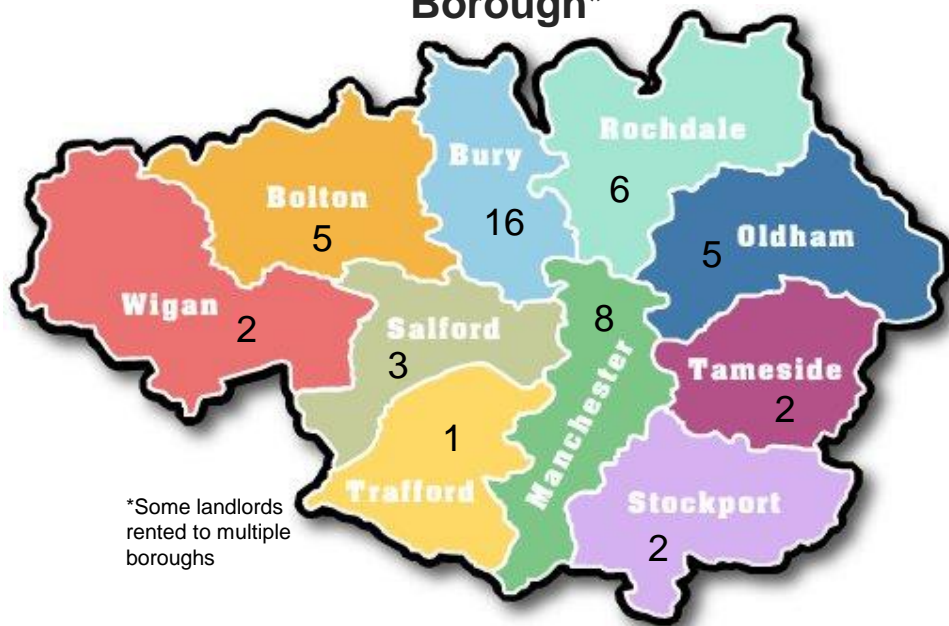 Borough*
Rochdale
Bury
6
Bolton
16
5
Oldham
5
Wigan
2
Salford
3
8
Manchester
Tameside
2
1
Trafford
Stockport
2
*Some landlords
rented to multiple
boroughs